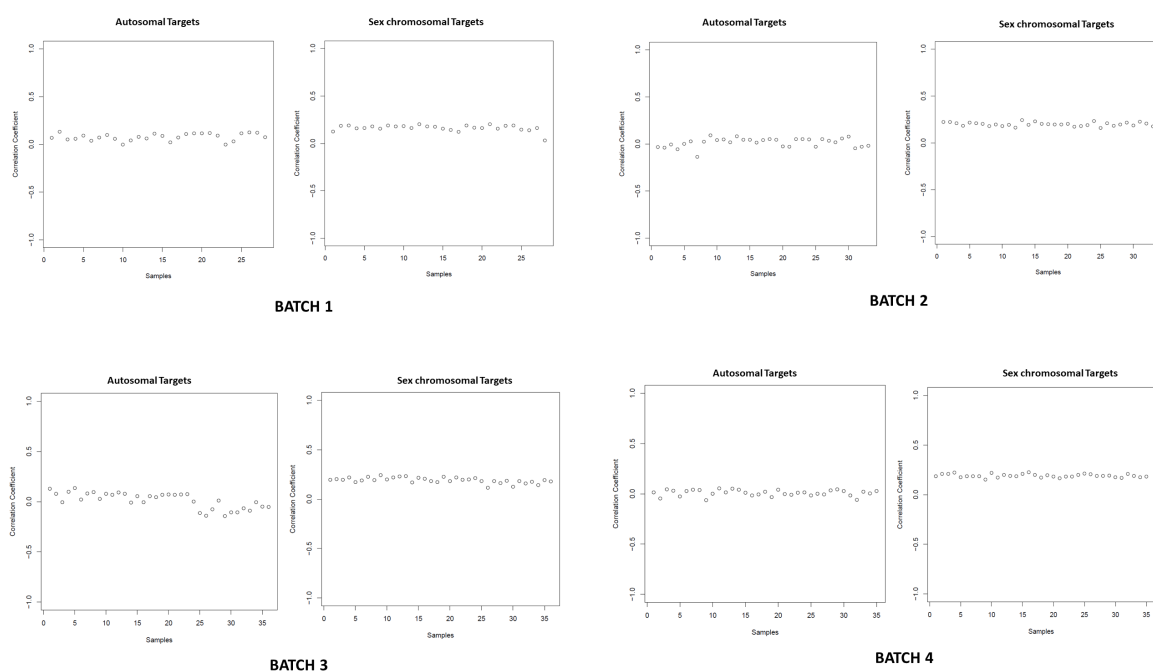 Autosomal Targets
Sex chromosomal Targets
Correlation Coefficient
1.0
0.5
0.0
−0.5
−1.0
0 5 10 15 20 25
Samples
Correlation Coefficient
1.0
0.5
0.0
−0.5
−1.0
0 5 10 15 20 25
Samples
BATCH 1
Autosomal Targets
Sex chromosomal Targets
Correlation Coefficient
1.0
0.5
0.0
−0.5
−1.0
0 5 10 15 20 25 30
Samples
Correlation Coefficient
1.0
0.5
0.0
−0.5
−1.0
0 5 10 15 20 25 30
Samples
BATCH 2
Autosomal Targets
Sex chromosomal Targets
Correlation Coefficient
1.0
0.5
0.0
−0.5
−1.0
0 5 10 15 20 25 30 35
Samples
Correlation Coefficient
1.0
0.5
0.0
−0.5
−1.0
0 5 10 15 20 25 30 35
Samples
BATCH 3
Autosomal Targets
Sex chromosomal Targets
Correlation Coefficient
1.0
0.5
0.0
−0.5
−1.0
0 5 10 15 20 25 30 35
Samples
Correlation Coefficient
1.0
0.5
0.0
−0.5
−1.0
0 5 10 15 20 25 30 35
Samples
BATCH 4